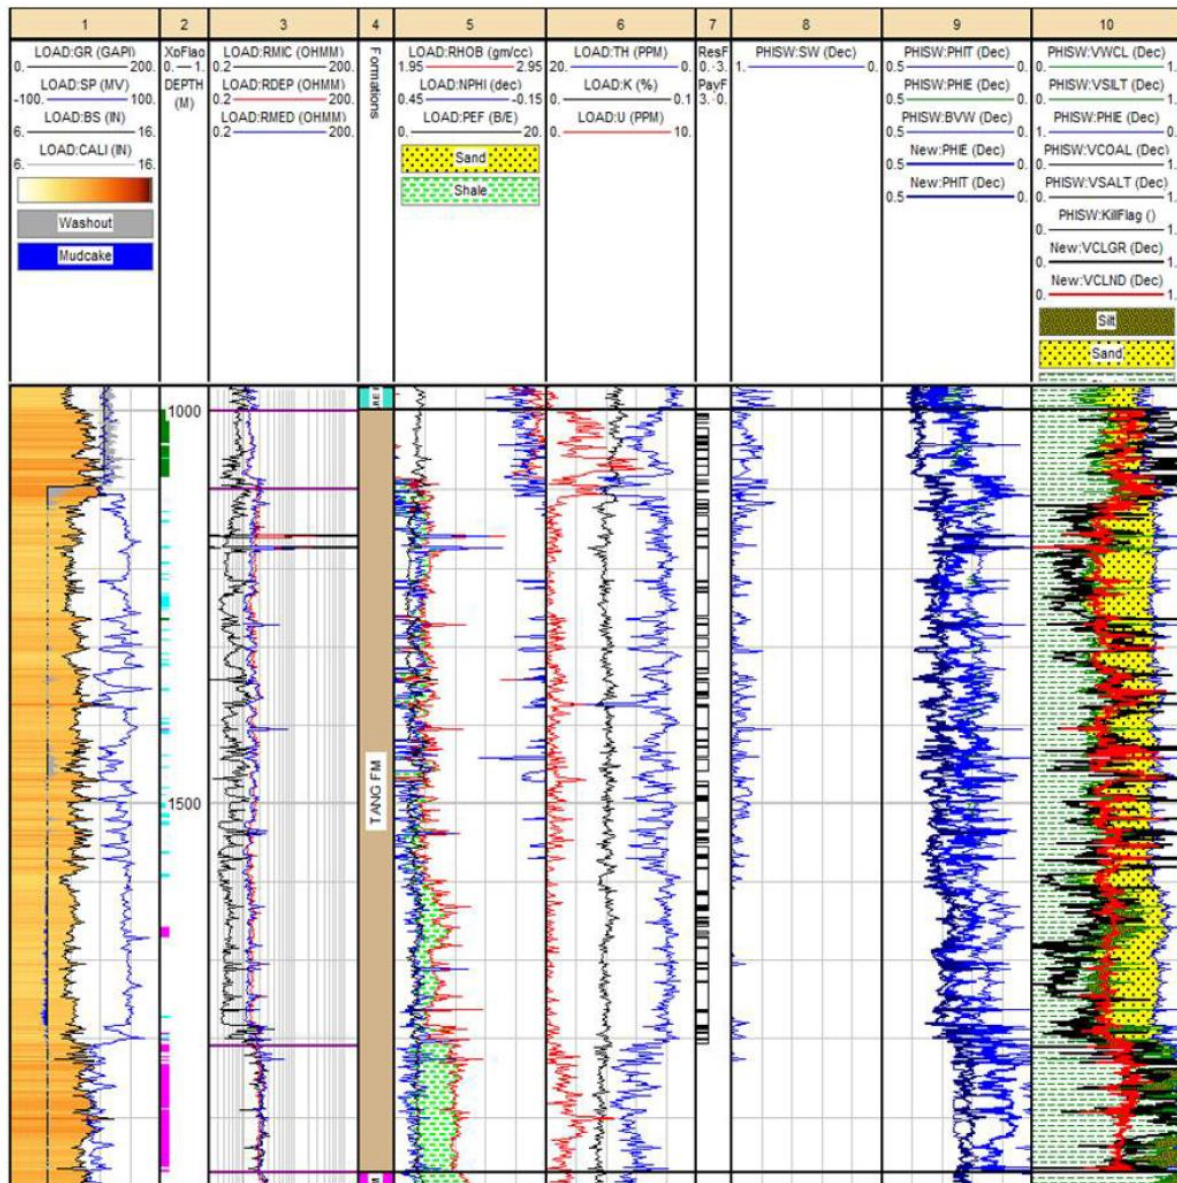 1
2
3
4
5
6
7
8
9
10
LOAD:GR (GAPI)
0. 200.
LOAD:SP (MV)
-100. 100.
LOAD:BS (IN)
6. 16.
LOAD:CALI (IN)
6. 16.
Washout
Mudcake
XoFlag
0. 1.
DEPTH
(M)
LOAD:RMIC (OHMM)
0.2 200.
LOAD:RDEP (OHMM)
0.2 200.
LOAD:RMED (OHMM)
0.2 200.
Formations
LOAD:RHOB (gm/cc)
1.95 2.95
LOAD:NPHI (dec)
0.45 -0.15
LOAD:PEF (B/E)
0. 20.
Sand
Shale
LOAD:TH (PPM)
20. 0.
LOAD:K (%)
0. 0.1
LOAD:U (PPM)
0. 10.
ResF
0. 3.
PayF
3. 0.
PHISW:SW (Dec)
1. 0.
PHISW:PHIT (Dec)
0.5 0.
PHISW:PHIE (Dec)
0.5 0.
PHISW:BVW (Dec)
0.5 0.
New:PHIE (Dec)
0.5 0.
New:PHIT (Dec)
0.5 0.
PHISW:VWCL (Dec)
0. 1.
PHISW:VSILT (Dec)
0. 1.
PHISW:PHIE (Dec)
1. 0.
PHISW:VCOAL (Dec)
0. 1.
PHISW:VSALT (Dec)
0. 1.
PHISW:KillFlag ()
0. 1.
New:VCLGR (Dec)
0. 1.
New:VCLND (Dec)
0. 1.
Silt
Sand
1000
TANG FM
1500